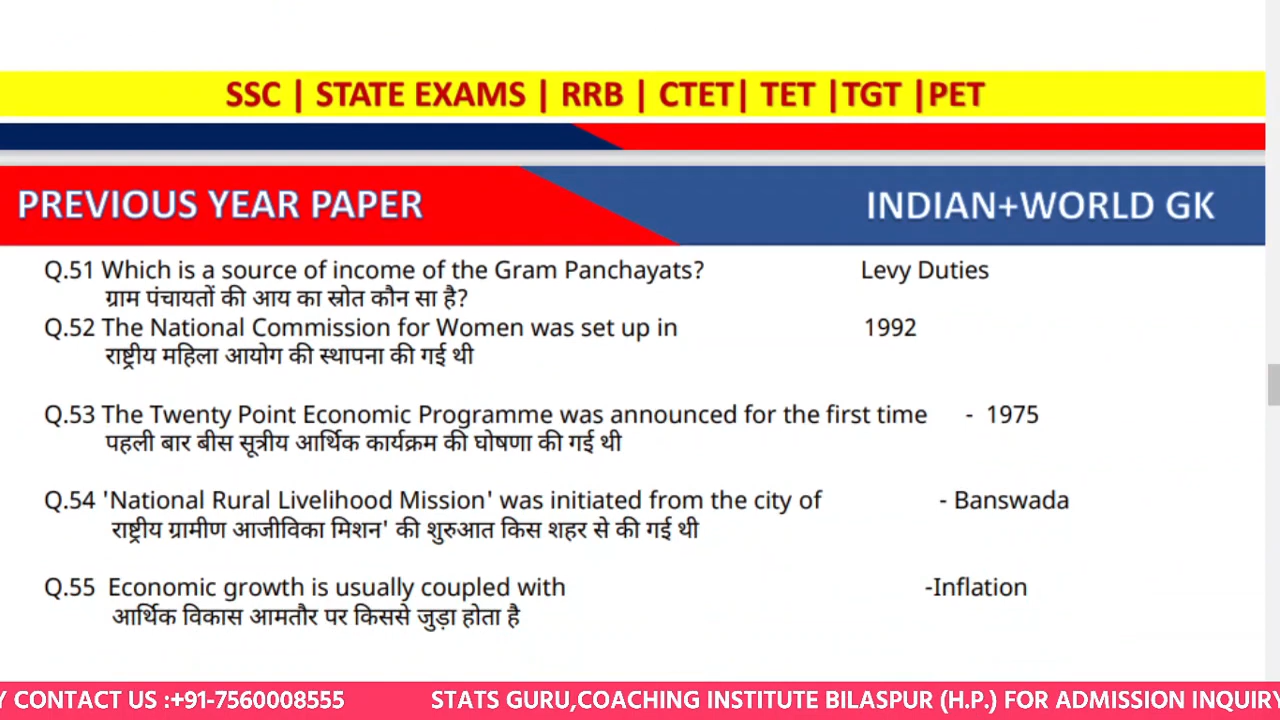 SSC | STATE EXAMS | RRB | CTET| TET |TGT |PET
PREVIOUS YEAR PAPER INDIAN+WORLD GK
Q.51 Which is a source of income of the Gram Panchayats? Levy Duties
ग्राम पंचायतों की आय का स्रोत कौन सा है?
Q.52 The National Commission for Women was set up in 1992
राष्ट्रीय महिला आयोग की स्थापना की गई थी
Q.53 The Twenty Point Economic Programme was announced for the first time - 1975
पहली बार बीस सूत्रीय आर्थिक कार्यक्रम की घोषणा की गई थी
Q.54 'National Rural Livelihood Mission' was initiated from the city of - Banswada
राष्ट्रीय ग्रामीण आजीविका मिशन' की शुरुआत किस शहर से की गई थी
Q.55 Economic growth is usually coupled with -Inflation
आर्थिक विकास आमतौर पर किससे जुड़ा होता है
Y CONTACT US :+91-7560008555 STATS GURU,COACHING INSTITUTE BILASPUR (H.P.) FOR ADMISSION INQUIRY